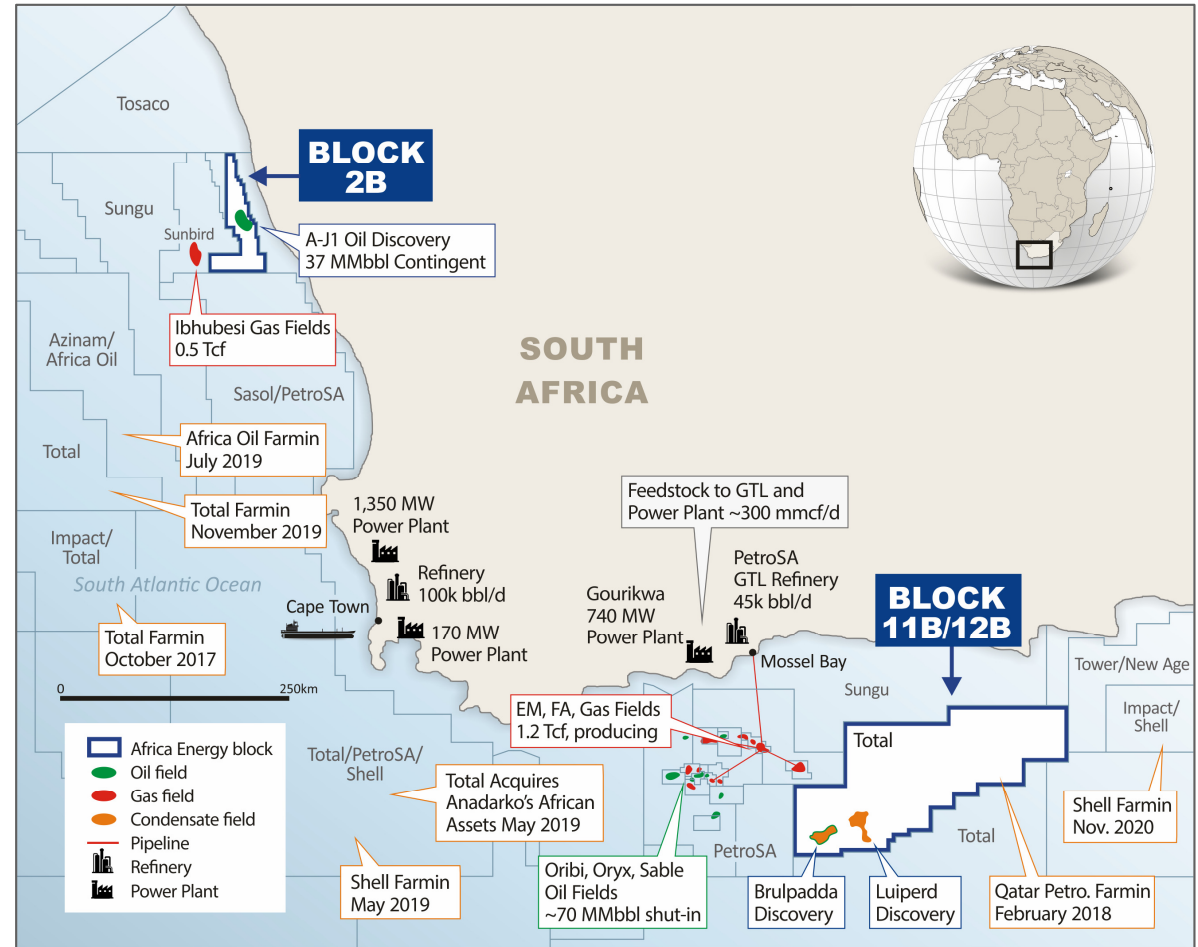 Tosaco
BLOCK
2B
Sungu
Sunbird
A-J1 Oil Discovery
37 MMbbl Contingent
Ibhubesi Gas Fields
0.5 Tcf
Azinam/
Africa Oil
SOUTH
AFRICA
Sasol/PetroSA
Africa Oil Farmin
July 2019
Total
Total Farmin
November 2019
1,350 MW
Power Plant
Feedstock to GTL and
Power Plant ~300 mmcf/d
Impact/
Total
South Atlantic Ocean
Refinery
100k bbl/d
PetroSA
GTL Refinery
45k bbl/d
Gourikwa
740 MW
Power Plant
BLOCK
11B/12B
Cape Town
170 MW
Power Plant
Total Farmin
October 2017
Mossel Bay
Tower/New Age
Sungu
0
250km
EM, FA, Gas Fields
1.2 Tcf, producing
Impact/
Shell
Total
Africa Energy block
Oil field
Gas field
Condensate field
Pipeline
Refinery
Power Plant
Total/PetroSA/
Shell
Total Acquires
Anadarko's African
Assets May 2019
Shell Farmin
Nov. 2020
Total
PetroSA
Shell Farmin
May 2019
Oribi, Oryx, Sable
Oil Fields
~70 MMbbl shut-in
Brulpadda
Discovery
Luiperd
Discovery
Qatar Petro. Farmin
February 2018